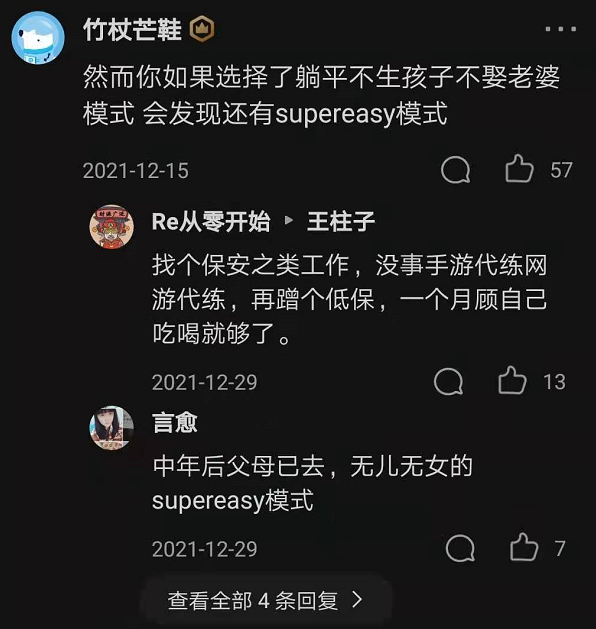 竹杖芒鞋
然而你如果选择了躺平不生孩子不娶老婆
模式 会发现还有supereasy模式
2021-12-15
57
Re从零开始 ▸ 王柱子
找个保安之类工作，没事手游代练网
游代练，再蹭个低保，一个月顾自己
吃喝就够了。
2021-12-29
13
言愈
中年后父母已去，无儿无女的
supereasy模式
2021-12-29
7
查看全部 4 条回复 >